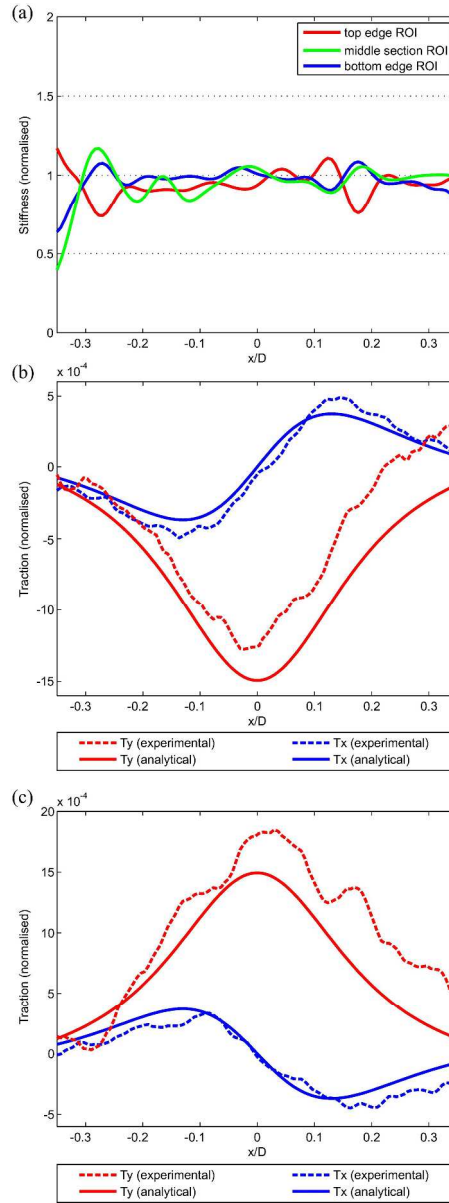 (a)
2
1.5
1
0.5
0
Stiffness (normalised)
top edge ROI
middle section ROI
bottom edge ROI
-0.3 -0.2 -0.1 0 0.1 0.2 0.3
x/D
(b)
x 10⁻⁴
5
0
-5
-10
-15
Traction (normalised)
-0.3 -0.2 -0.1 0 0.1 0.2 0.3
x/D
Ty (experimental) Tx (experimental)
Ty (analytical) Tx (analytical)
(c)
x 10⁻⁴
20
15
10
5
0
-5
Traction (normalised)
-0.3 -0.2 -0.1 0 0.1 0.2 0.3
x/D
Ty (experimental) Tx (experimental)
Ty (analytical) Tx (analytical)